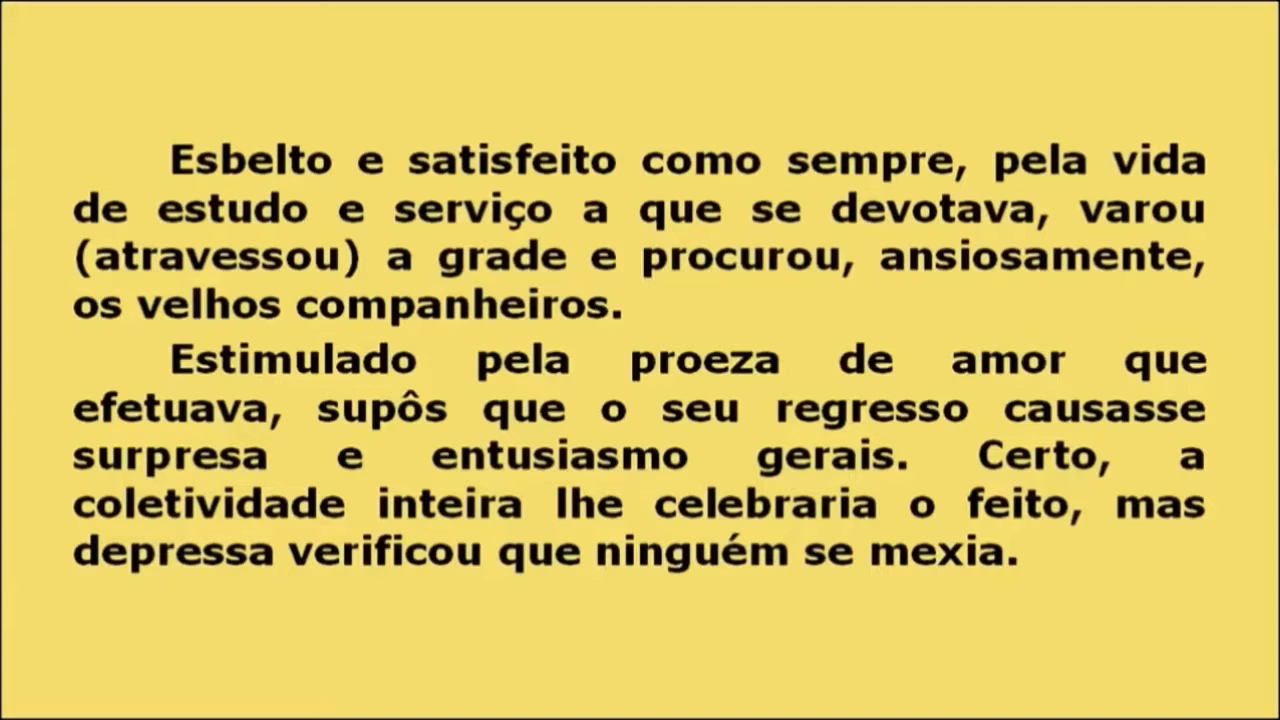 Esbelto e satisfeito como sempre, pela vida
de estudo e serviço a que se devotava, varou
(atravessou) a grade e procurou, ansiosamente,
os velhos companheiros.
Estimulado pela proeza de amor que
efetuava, supôs que o seu regresso causasse
surpresa e entusiasmo gerais. Certo, a
coletividade inteira lhe celebraria o feito, mas
depressa verificou que ninguém se mexia.